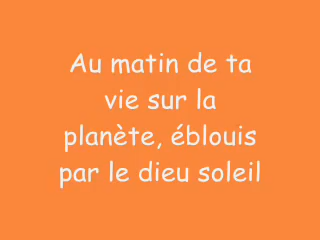 Au matin de ta
vie sur la
planète, éblouis
par le dieu soleil